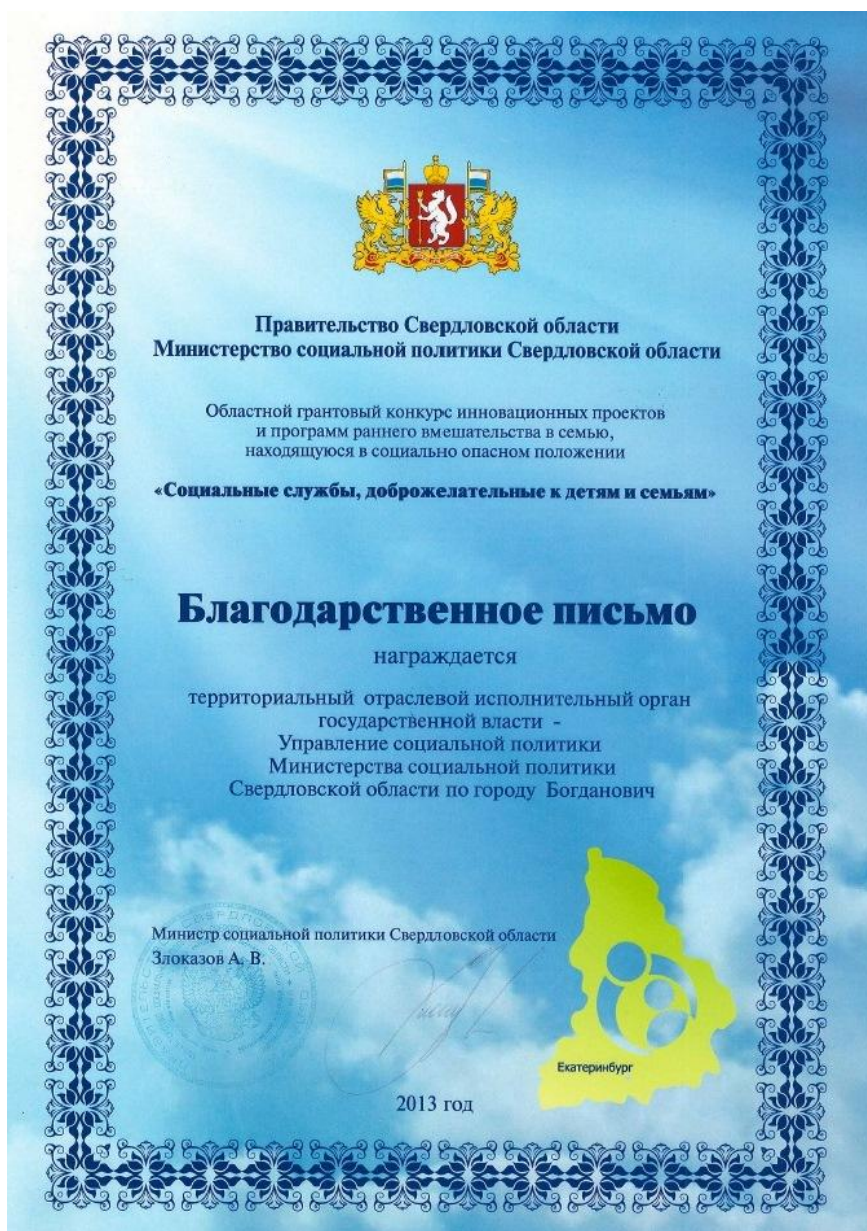 Правительство Свердловской области
Министерство социальной политики Свердловской области
Областной грантовый конкурс инновационных проектов
и программ раннего вмешательства в семью,
находящуюся в социально опасном положении
«Социальные службы, доброжелательные к детям и семьям»
Благодарственное письмо
награждается
территориальный отраслевой исполнительный орган
государственной власти -
Управление социальной политики
Министерства социальной политики
Свердловской области по городу Богданович
Министр социальной политики Свердловской области
Злоказов А. В.
Екатеринбург
2013 год